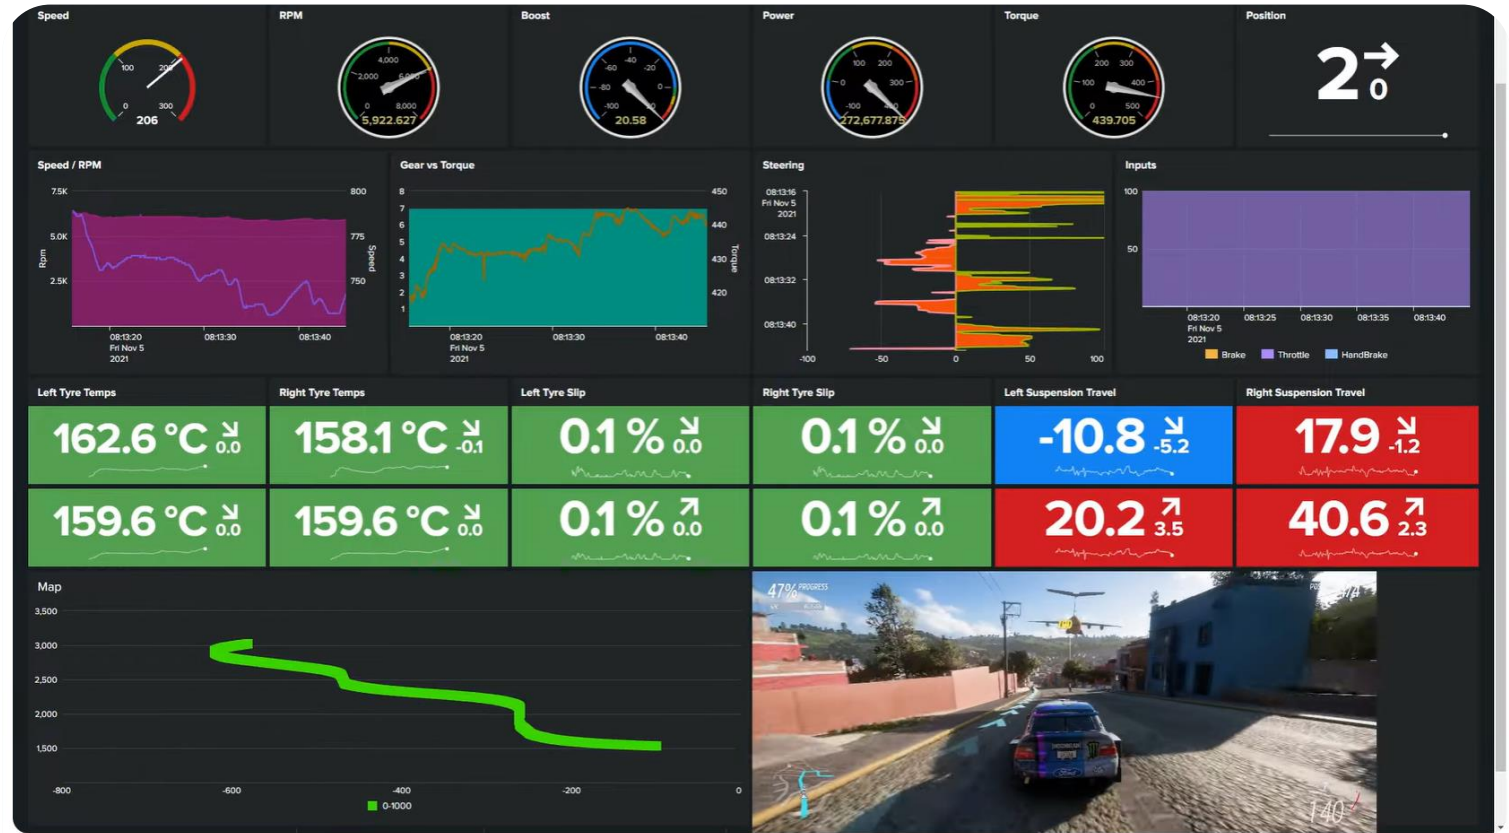 Speed
RPM
Boost
Power
Torque
Position
100
200
0
300
206
4,000
2,000
6,000
0
8,000
5,922.627
-60
-40
-20
-80
0
-100
20
20.58
100
200
0
300
-100
272,677.875
200
300
100
400
0
500
439.705
2
0
Speed / RPM
Gear vs Torque
Steering
Inputs
7.5K
5.0K
2.5K
Rpm
800
775
750
Speed
08:13:20
Fri Nov 5
2021
08:13:30
08:13:40
8
7
6
5
4
3
2
1
450
440
430
420
Torque
08:13:20
Fri Nov 5
2021
08:13:30
08:13:40
08:13:16
Fri Nov 5
2021
08:13:24
08:13:32
08:13:40
-100
-50
0
50
100
100
50
08:13:20
Fri Nov 5
2021
08:13:25
08:13:30
08:13:35
08:13:40
Brake
Throttle
HandBrake
Left Tyre Temps
Right Tyre Temps
Left Tyre Slip
Right Tyre Slip
Left Suspension Travel
Right Suspension Travel
162.6 °C 0.0
158.1 °C -0.1
0.1 % 0.0
0.1 % 0.0
-10.8 -5.2
17.9 -1.2
159.6 °C 0.0
159.6 °C 0.0
0.1 % 0.0
0.1 % 0.0
20.2 3.5
40.6 2.3
Map
3,500
3,000
2,500
2,000
1,500
-800
-600
-400
-200
0
0-1000
47% PROGRESS
Ford
140